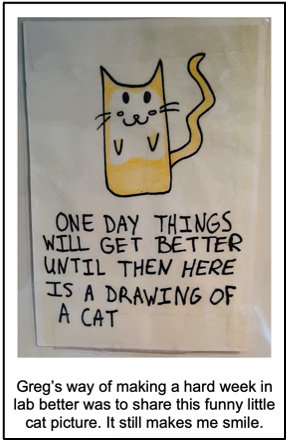 ONE DAY THINGS
WILL GET BETTER
UNTIL THEN HERE
IS A DRAWING OF
A CAT
Greg's way of making a hard week in
lab better was to share this funny little
cat picture. It still makes me smile.